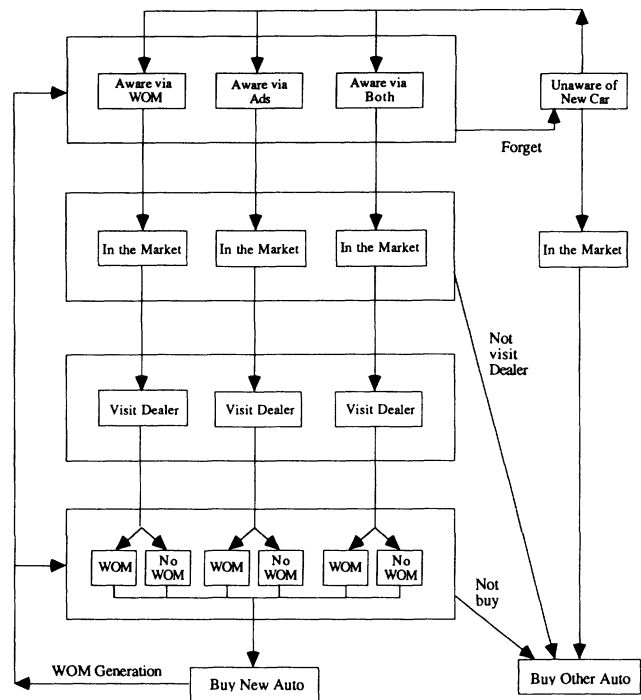 Aware via
WOM
Aware via
Ads
Aware via
Both
Unaware of
New Car
Forget
In the Market
In the Market
In the Market
In the Market
Not
visit
Dealer
Visit Dealer
Visit Dealer
Visit Dealer
WOM
No
WOM
WOM
No
WOM
WOM
No
WOM
Not
buy
WOM Generation
Buy New Auto
Buy Other Auto